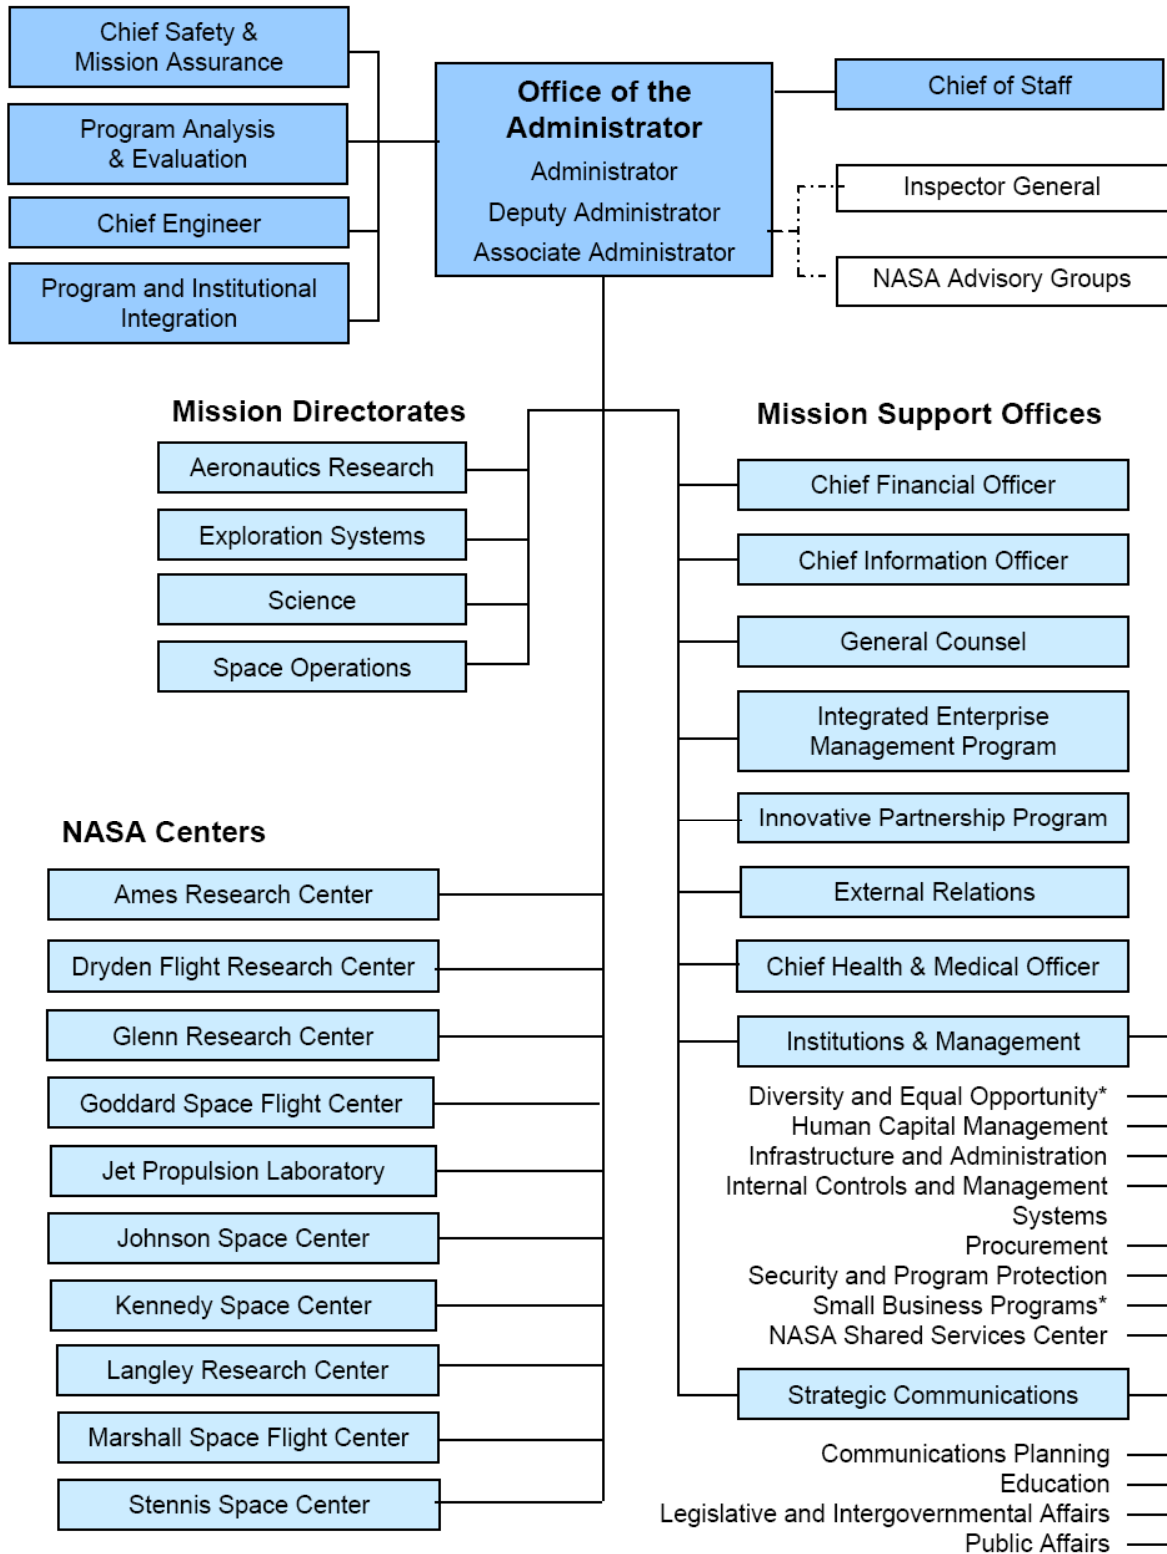 Chief Safety &
Mission Assurance
Program Analysis
& Evaluation
Chief Engineer
Program and Institutional
Integration
Office of the
Administrator
Administrator
Deputy Administrator
Associate Administrator
Chief of Staff
Inspector General
NASA Advisory Groups
Mission Directorates
Aeronautics Research
Exploration Systems
Science
Space Operations
NASA Centers
Ames Research Center
Dryden Flight Research Center
Glenn Research Center
Goddard Space Flight Center
Jet Propulsion Laboratory
Johnson Space Center
Kennedy Space Center
Langley Research Center
Marshall Space Flight Center
Stennis Space Center
Mission Support Offices
Chief Financial Officer
Chief Information Officer
General Counsel
Integrated Enterprise
Management Program
Innovative Partnership Program
External Relations
Chief Health & Medical Officer
Institutions & Management
Diversity and Equal Opportunity*
Human Capital Management
Infrastructure and Administration
Internal Controls and Management
Systems
Procurement
Security and Program Protection
Small Business Programs*
NASA Shared Services Center
Strategic Communications
Communications Planning
Education
Legislative and Intergovernmental Affairs
Public Affairs